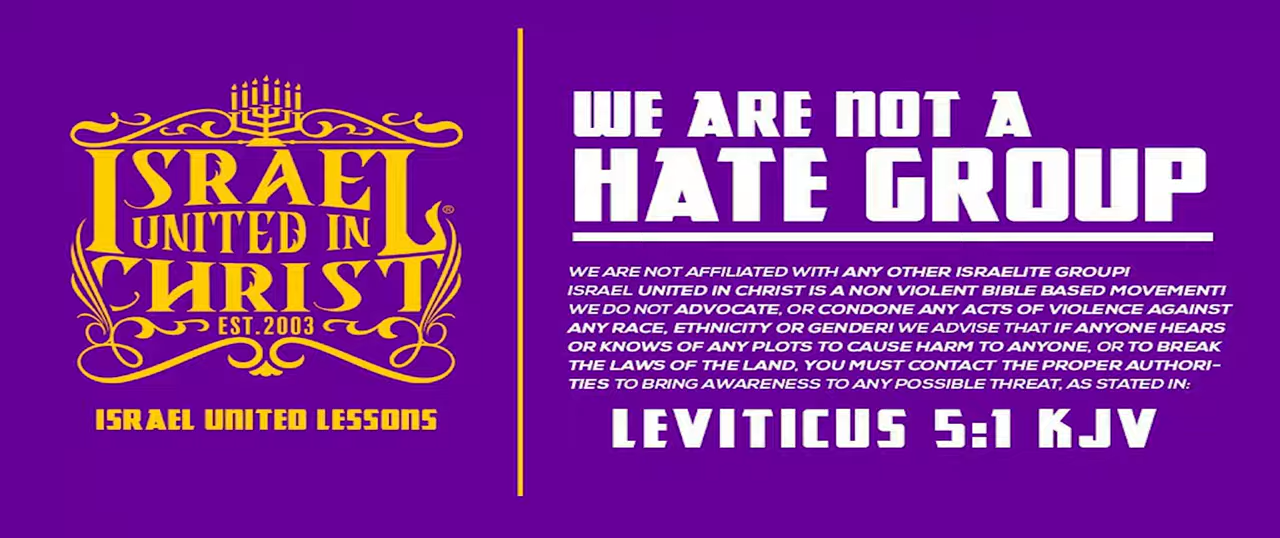 ISRAEL
UNITED IN
CHRIST
®
EST. 2003
ISRAEL UNITED LESSONS
WE ARE NOT A
HATE GROUP
WE ARE NOT AFFILIATED WITH ANY OTHER ISRAELITE GROUP!
ISRAEL UNITED IN CHRIST IS A NON VIOLENT BIBLE BASED MOVEMENT!
WE DO NOT ADVOCATE, OR CONDONE ANY ACTS OF VIOLENCE AGAINST
ANY RACE, ETHNICITY OR GENDER! WE ADVISE THAT IF ANYONE HEARS
OR KNOWS OF ANY PLOTS TO CAUSE HARM TO ANYONE, OR TO BREAK
THE LAWS OF THE LAND, YOU MUST CONTACT THE PROPER AUTHORI-
TIES TO BRING AWARENESS TO ANY POSSIBLE THREAT, AS STATED IN:
LEVITICUS 5:1 KJV